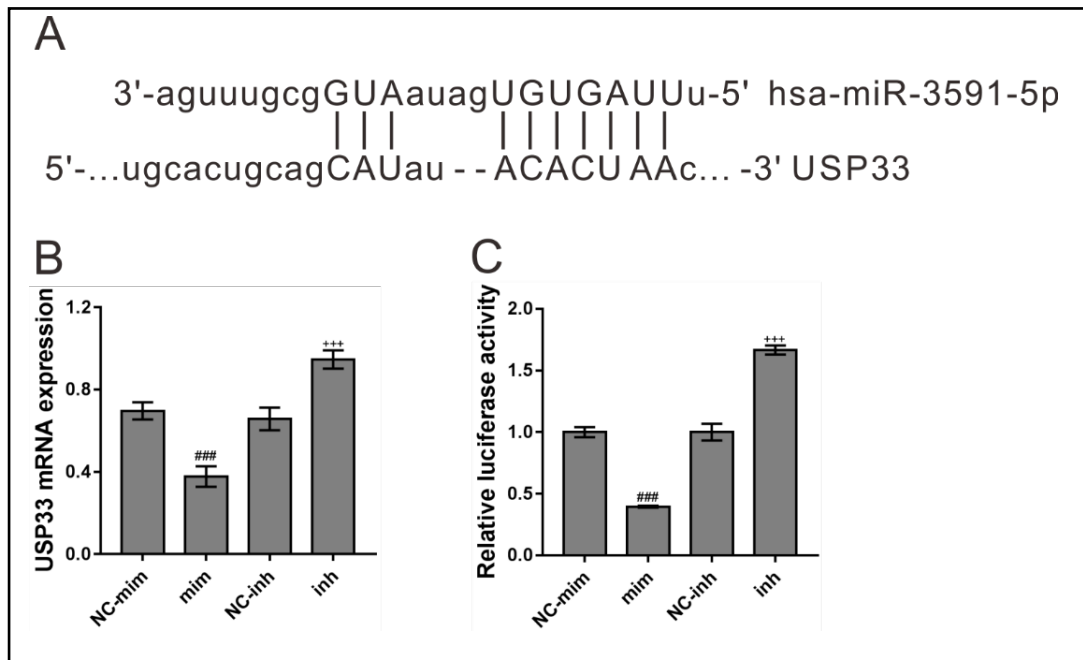 A
3'-aguuugcgGUAauagUGUGAUUu-5' hsa-miR-3591-5p
5'-...ugcacugcagCAUau--ACACUAAc... -3' USP33
B
USP33 mRNA expression
1.2
0.8
0.4
0.0
###
+++
NC-mim
mim
NC-inh
inh
C
Relative luciferase activity
2.0
1.5
1.0
0.5
0.0
###
+++
NC-mim
mim
NC-inh
inh